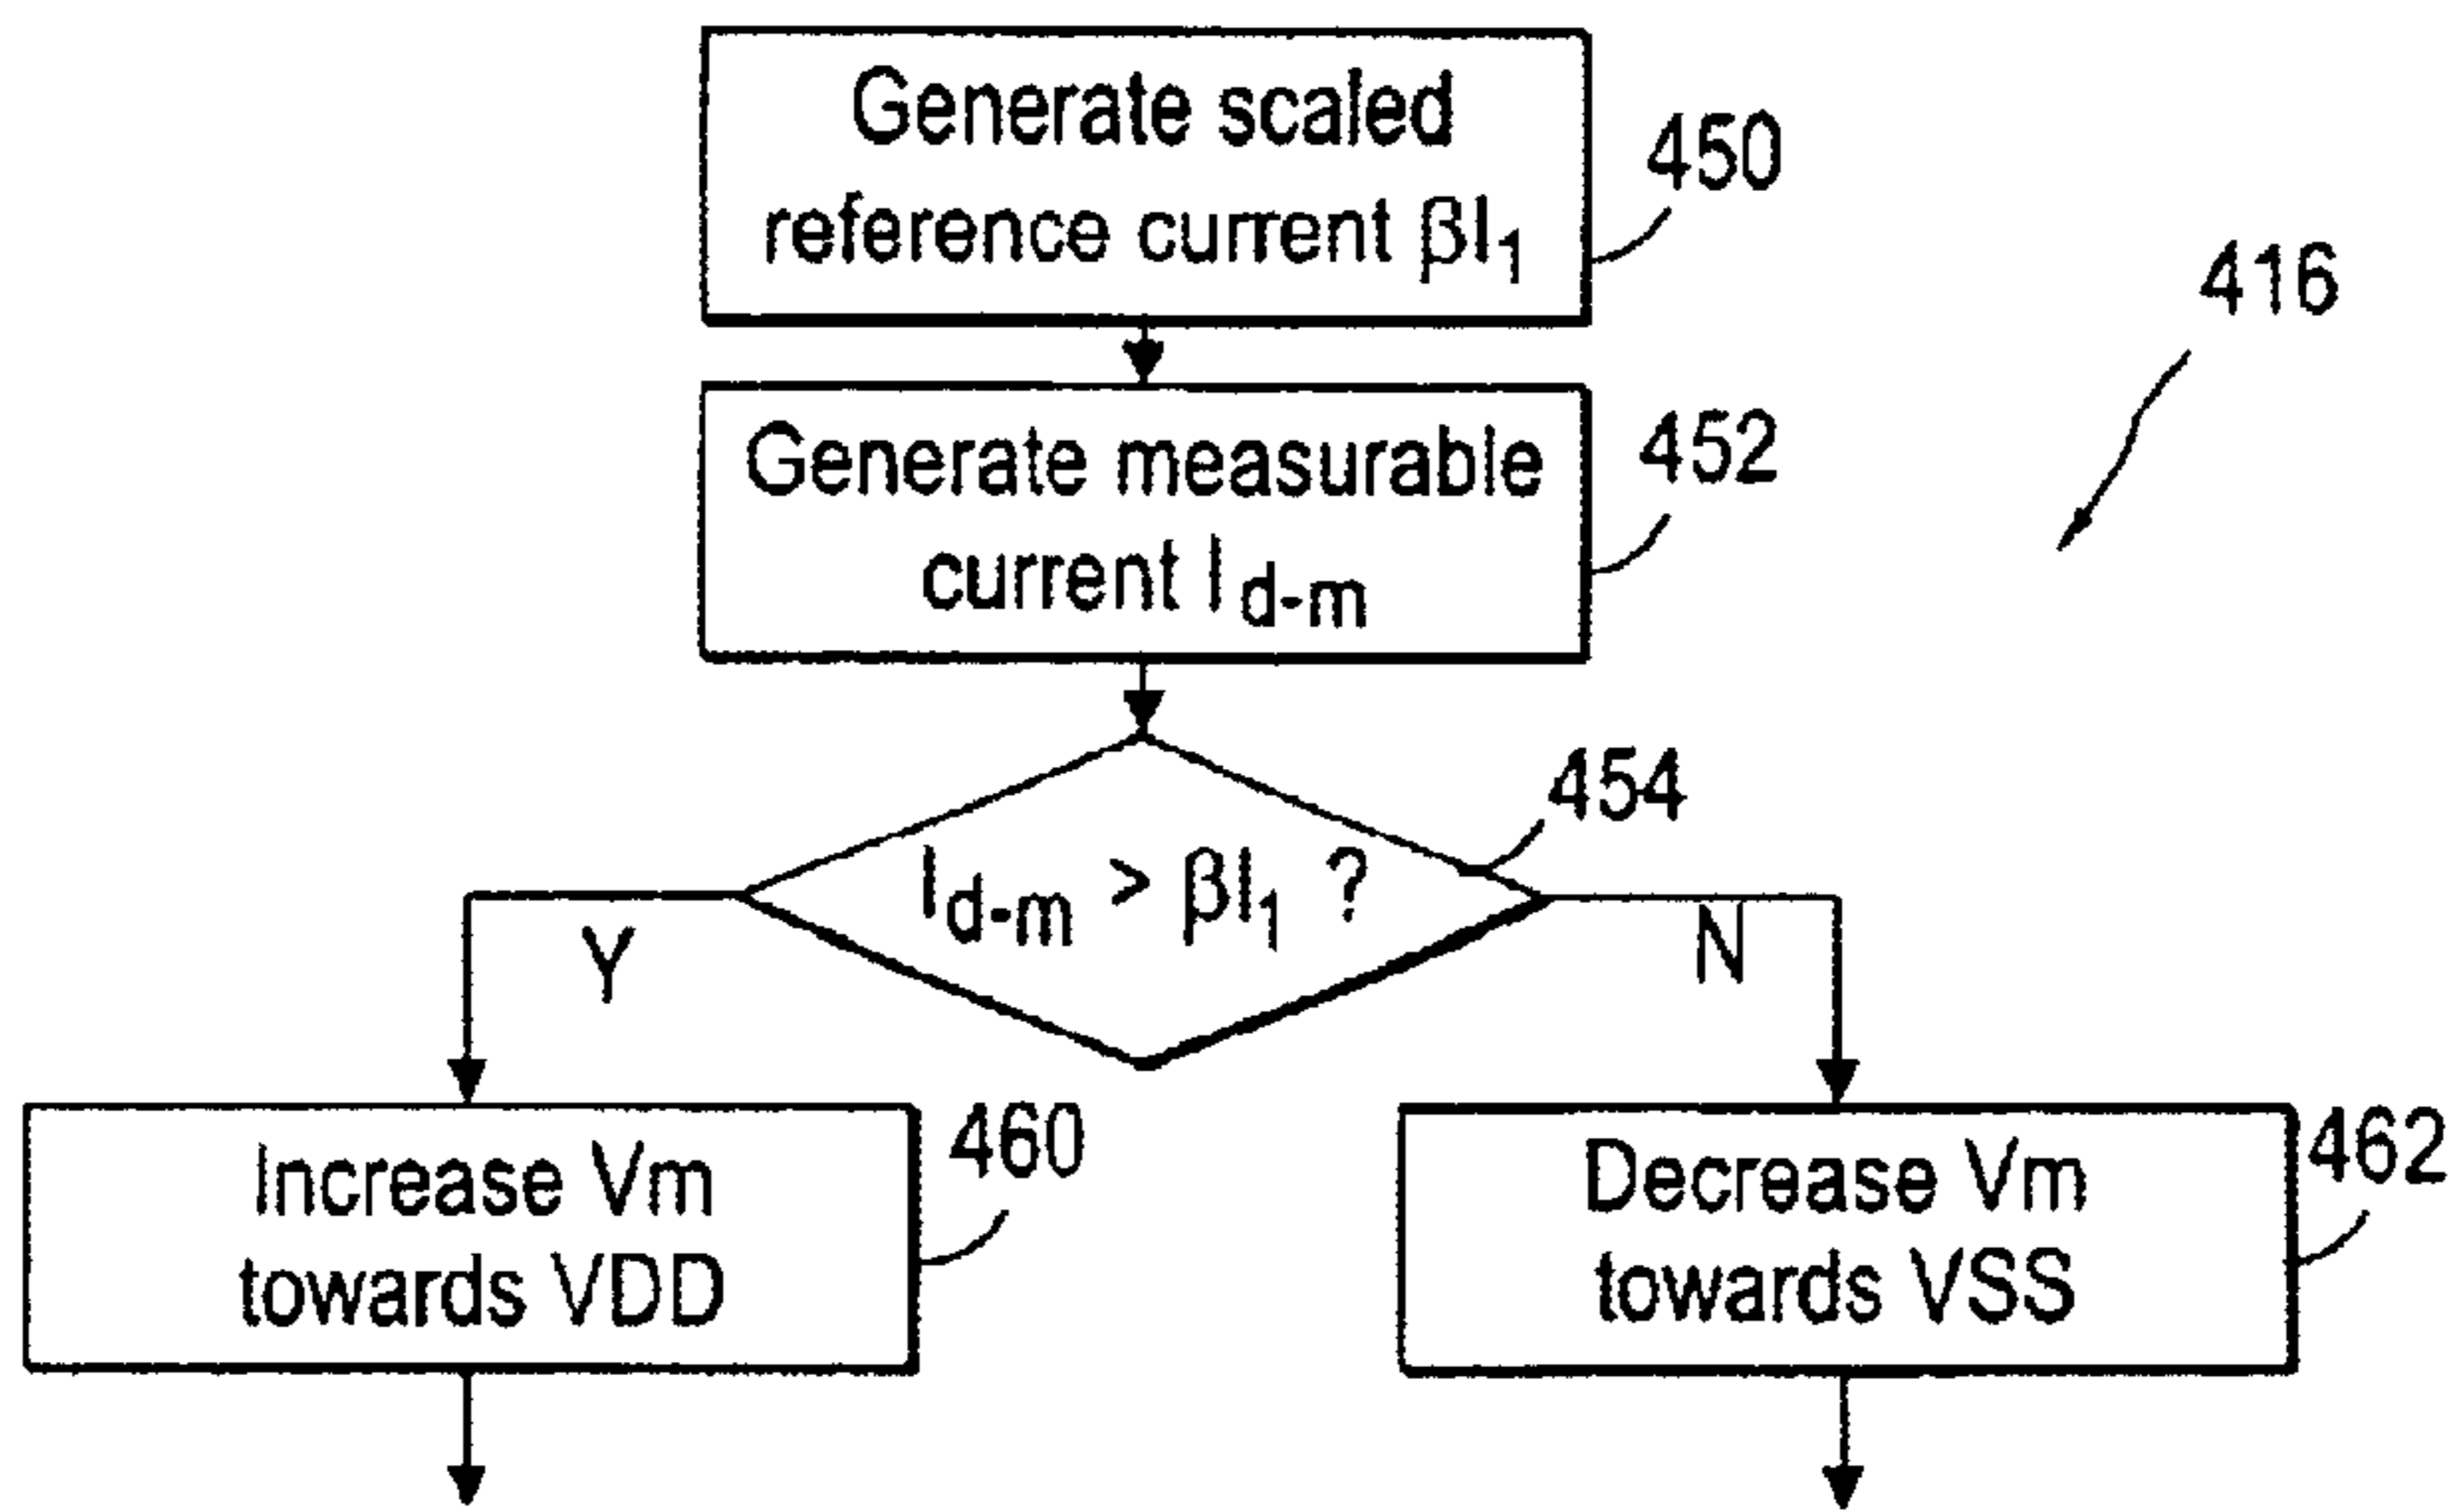 Generate scaled
reference current βI1
450
416
Generate measurable
current Id-m
452
454
Id-m > βI1 ?
Y
N
Increase Vm
towards VDD
460
Decrease Vm
towards VSS
462